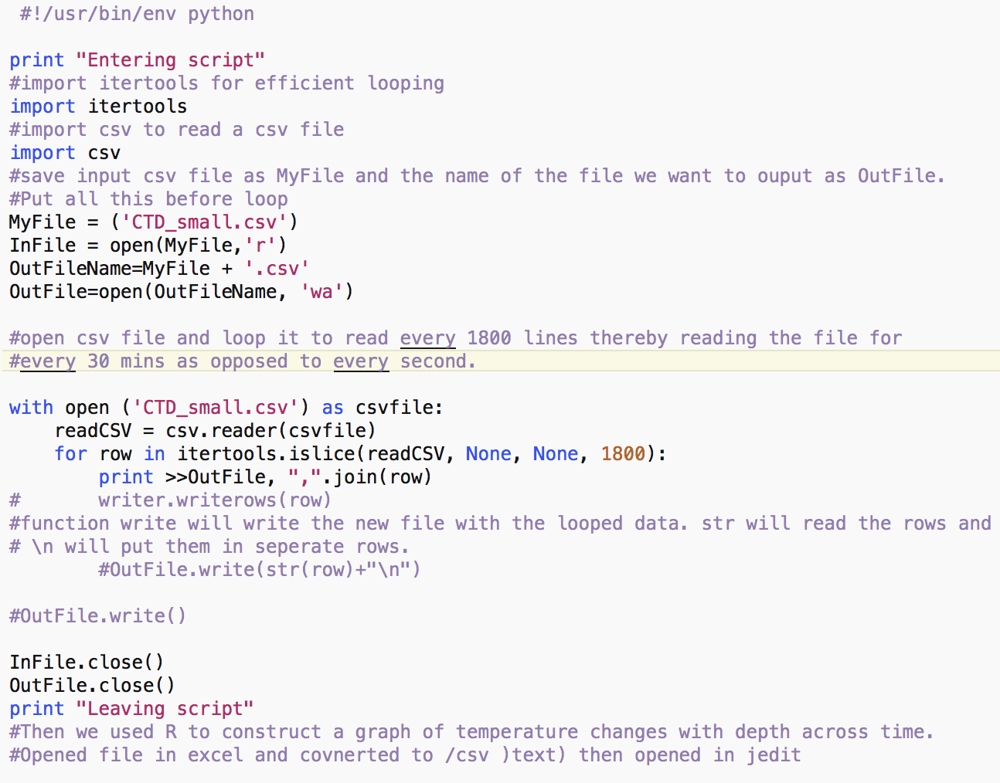 #!/usr/bin/env python
print "Entering script"
#import itertools for efficient looping
import itertools
#import csv to read a csv file
import csv
#save input csv file as MyFile and the name of the file we want to ouput as OutFile.
#Put all this before loop
MyFile = ('CTD_small.csv')
InFile = open(MyFile,'r')
OutFileName=MyFile + '.csv'
OutFile=open(OutFileName, 'wa')
#open csv file and loop it to read every 1800 lines thereby reading the file for
#every 30 mins as opposed to every second.
with open ('CTD_small.csv') as csvfile:
    readCSV = csv.reader(csvfile)
    for row in itertools.islice(readCSV, None, None, 1800):
        print >>OutFile, ",".join(row)
#       writer.writerows(row)
#function write will write the new file with the looped data. str will read the rows and
# \n will put them in seperate rows.
        #OutFile.write(str(row)+"\n")
#OutFile.write()
InFile.close()
OutFile.close()
print "Leaving script"
#Then we used R to construct a graph of temperature changes with depth across time.
#Opened file in excel and covnerted to /csv )text) then opened in jedit